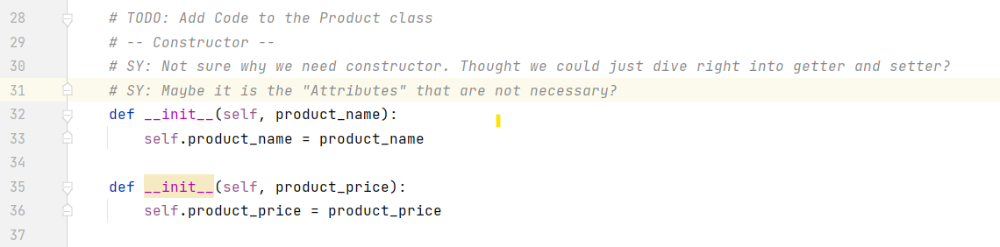 28 # TODO: Add Code to the Product class
29 # -- Constructor --
30 # SY: Not sure why we need constructor. Thought we could just dive right into getter and setter?
31 # SY: Maybe it is the "Attributes" that are not necessary?
32 def __init__(self, product_name):
33 self.product_name = product_name
34
35 def __init__(self, product_price):
36 self.product_price = product_price
37